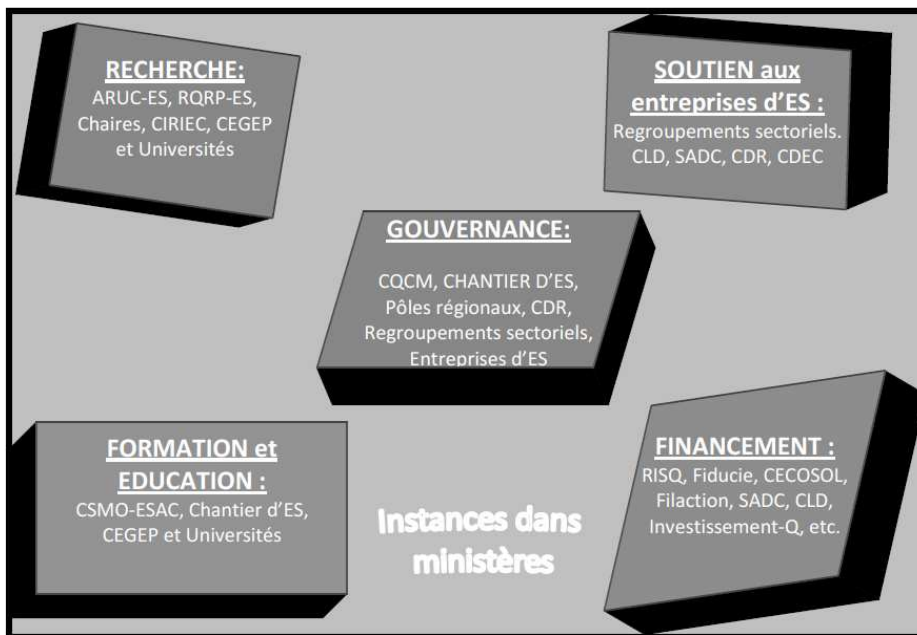 RECHERCHE:
ARUC-ES, RQRP-ES,
Chaires, CIRIEC, CEGEP
et Universités
SOUTIEN aux
entreprises d’ES :
Regroupements sectoriels.
CLD, SADC, CDR, CDEC
GOUVERNANCE:
CQCM, CHANTIER D’ES,
Pôles régionaux, CDR,
Regroupements sectoriels,
Entreprises d’ES
FORMATION et
EDUCATION :
CSMO-ESAC, Chantier d’ES,
CEGEP et Universités
Instances dans
ministères
FINANCEMENT :
RISQ, Fiducie, CECOSOL,
Filaction, SADC, CLD,
Investissement-Q, etc.